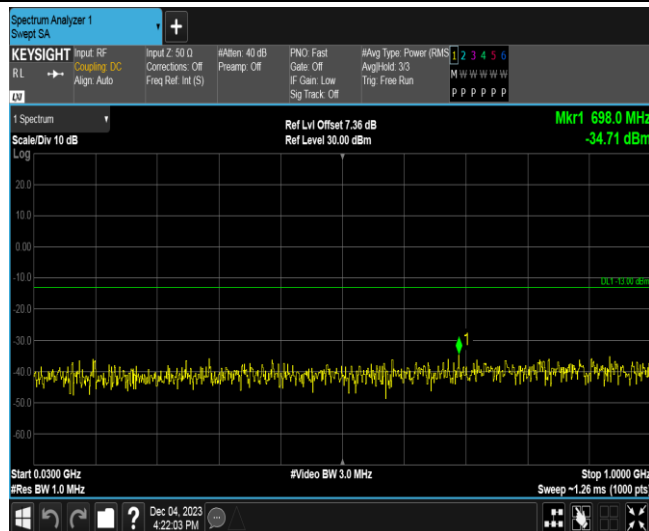 Spectrum Analyzer 1
Swept SA
+
KEYSIGHT
RL
LXI
Input: RF
Coupling: DC
Align: Auto
Input Z: 50 Ω
Corrections: Off
Freq Ref: Int (S)
#Atten: 40 dB
Preamp: Off
PNO: Fast
Gate: Off
IF Gain: Low
Sig Track: Off
#Avg Type: Power (RMS
Avg|Hold: 3/3
Trig: Free Run
1 2 3 4 5 6
M W W W W W
P P P P P P
1 Spectrum
Scale/Div 10 dB
Log
Ref Lvl Offset 7.36 dB
Ref Level 30.00 dBm
Mkr1 698.0 MHz
-34.71 dBm
20.0
10.0
0.00
-10.0
DL1 -13.00 dBm
-20.0
-30.0
1
-40.0
-50.0
-60.0
Start 0.0300 GHz
#Res BW 1.0 MHz
#Video BW 3.0 MHz
Stop 1.0000 GHz
Sweep ~1.26 ms (1000 pts)
?
Dec 04, 2023
4:22:03 PM